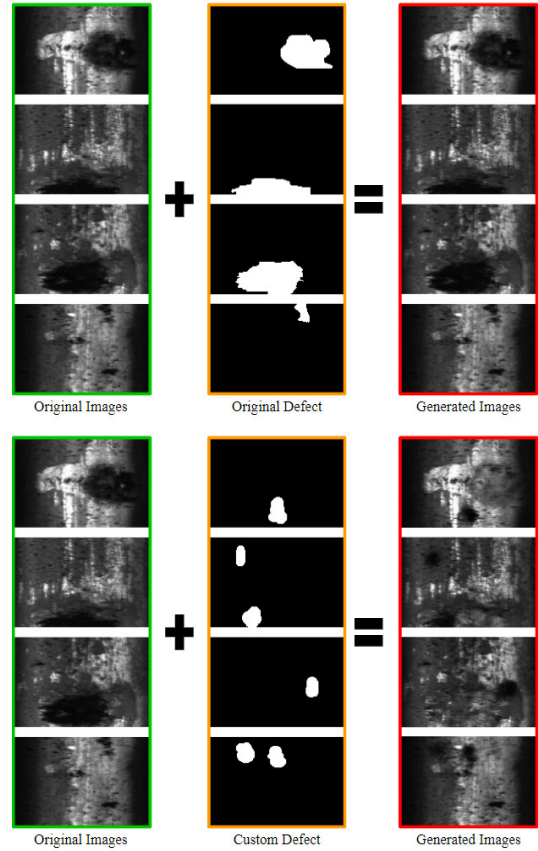 Original Images
Original Defect
Generated Images
Original Images
Custom Defect
Generated Images